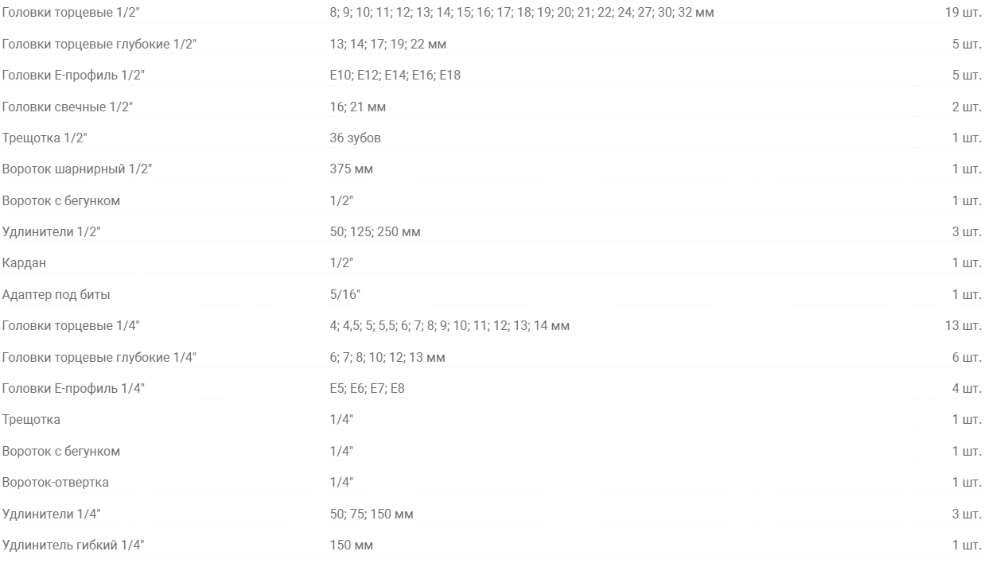 Головки торцевые 1/2" 8; 9; 10; 11; 12; 13; 14; 15; 16; 17; 18; 19; 20; 21; 22; 24; 27; 30; 32 мм 19 шт.
Головки торцевые глубокие 1/2" 13; 14; 17; 19; 22 мм 5 шт.
Головки E-профиль 1/2" E10; E12; E14; E16; E18 5 шт.
Головки свечные 1/2" 16; 21 мм 2 шт.
Трещотка 1/2" 36 зубов 1 шт.
Вороток шарнирный 1/2" 375 мм 1 шт.
Вороток с бегунком 1/2" 1 шт.
Удлинители 1/2" 50; 125; 250 мм 3 шт.
Кардан 1/2" 1 шт.
Адаптер под биты 5/16" 1 шт.
Головки торцевые 1/4" 4; 4,5; 5; 5,5; 6; 7; 8; 9; 10; 11; 12; 13; 14 мм 13 шт.
Головки торцевые глубокие 1/4" 6; 7; 8; 10; 12; 13 мм 6 шт.
Головки E-профиль 1/4" E5; E6; E7; E8 4 шт.
Трещотка 1/4" 1 шт.
Вороток с бегунком 1/4" 1 шт.
Вороток-отвертка 1/4" 1 шт.
Удлинители 1/4" 50; 75; 150 мм 3 шт.
Удлинитель гибкий 1/4" 150 мм 1 шт.